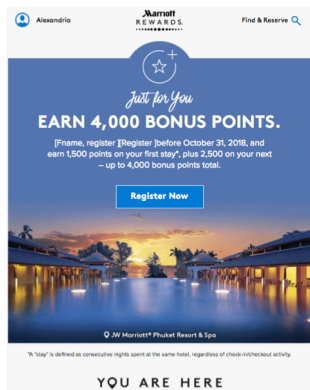 Alexandria
Marriott
REWARDS.
Find & Reserve
Just for You
EARN 4,000 BONUS POINTS.
[Fname, register ][Register ]before October 31, 2018, and
earn 1,500 points on your first stay*, plus 2,500 on your next
– up to 4,000 bonus points total.
Register Now
JW Marriott® Phuket Resort & Spa
*A "stay" is defined as consecutive nights spent at the same hotel, regardless of check-in/checkout activity.
YOU ARE HERE